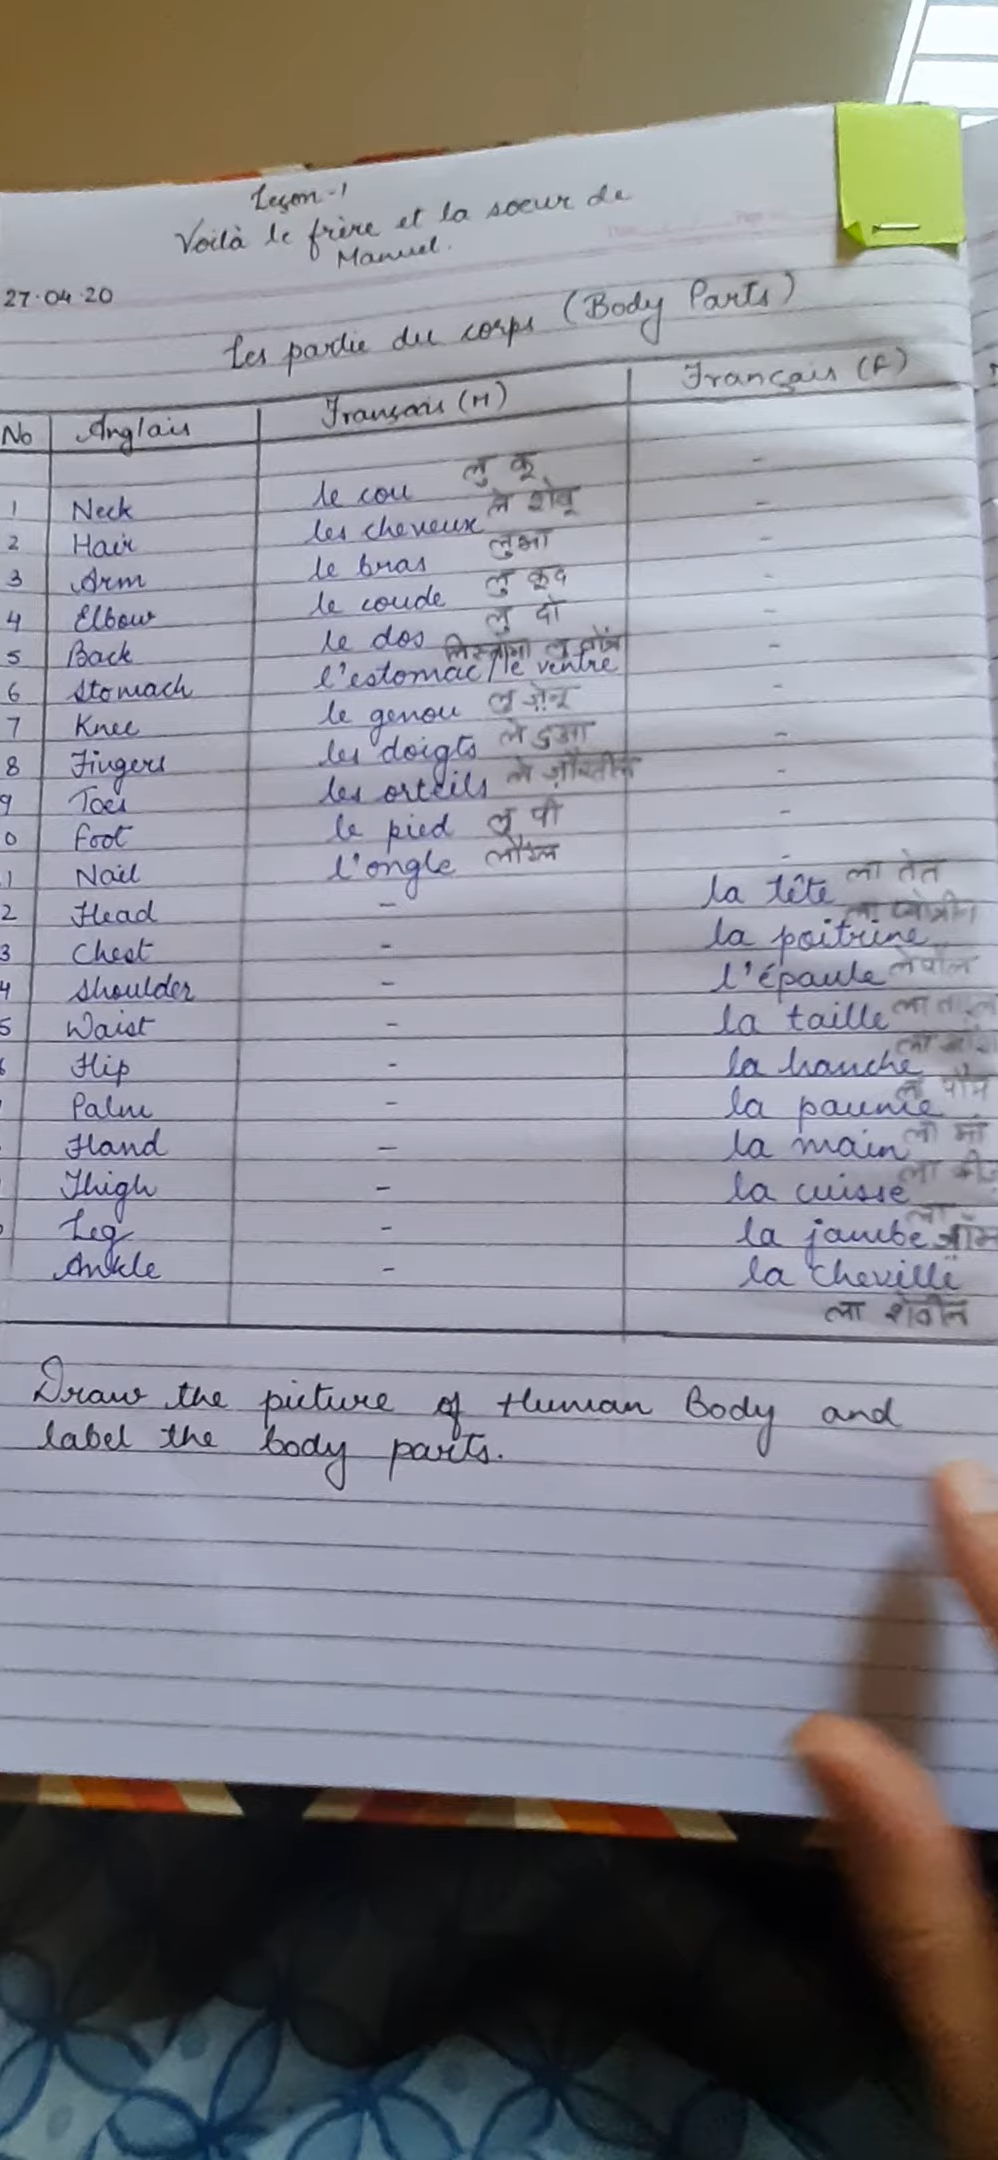 Leçon-1
Voilà le frère et la soeur de
Manuel.
27.04.20
Les partie du corps (Body Parts)
No Anglais Français (M) Français (F)
1 Neck le cou लु कू -
2 Hair les cheveux ले शेवू -
3 Arm le bras लुब्रा -
4 Elbow le coude लु कूद -
5 Back le dos लु दो -
6 Stomach l'estomac/le ventre -
7 Knee le genou लु ज़ेनू -
8 Fingers les doigts ले दुआ -
9 Toes les orteils -
0 Foot le pied लु पी -
1 Nail l'ongle -
2 Head - la tête ला तेत
3 Chest - la poitrine
4 Shoulder - l'épaule लेपोल
5 Waist - la taille
Hip - la hanche
Palm - la paume
Hand - la main ला मां
Thigh - la cuisse
Leg - la jambe ला
Ankle - la cheville
ला शेवील
Draw the picture of Human Body and
label the body parts.